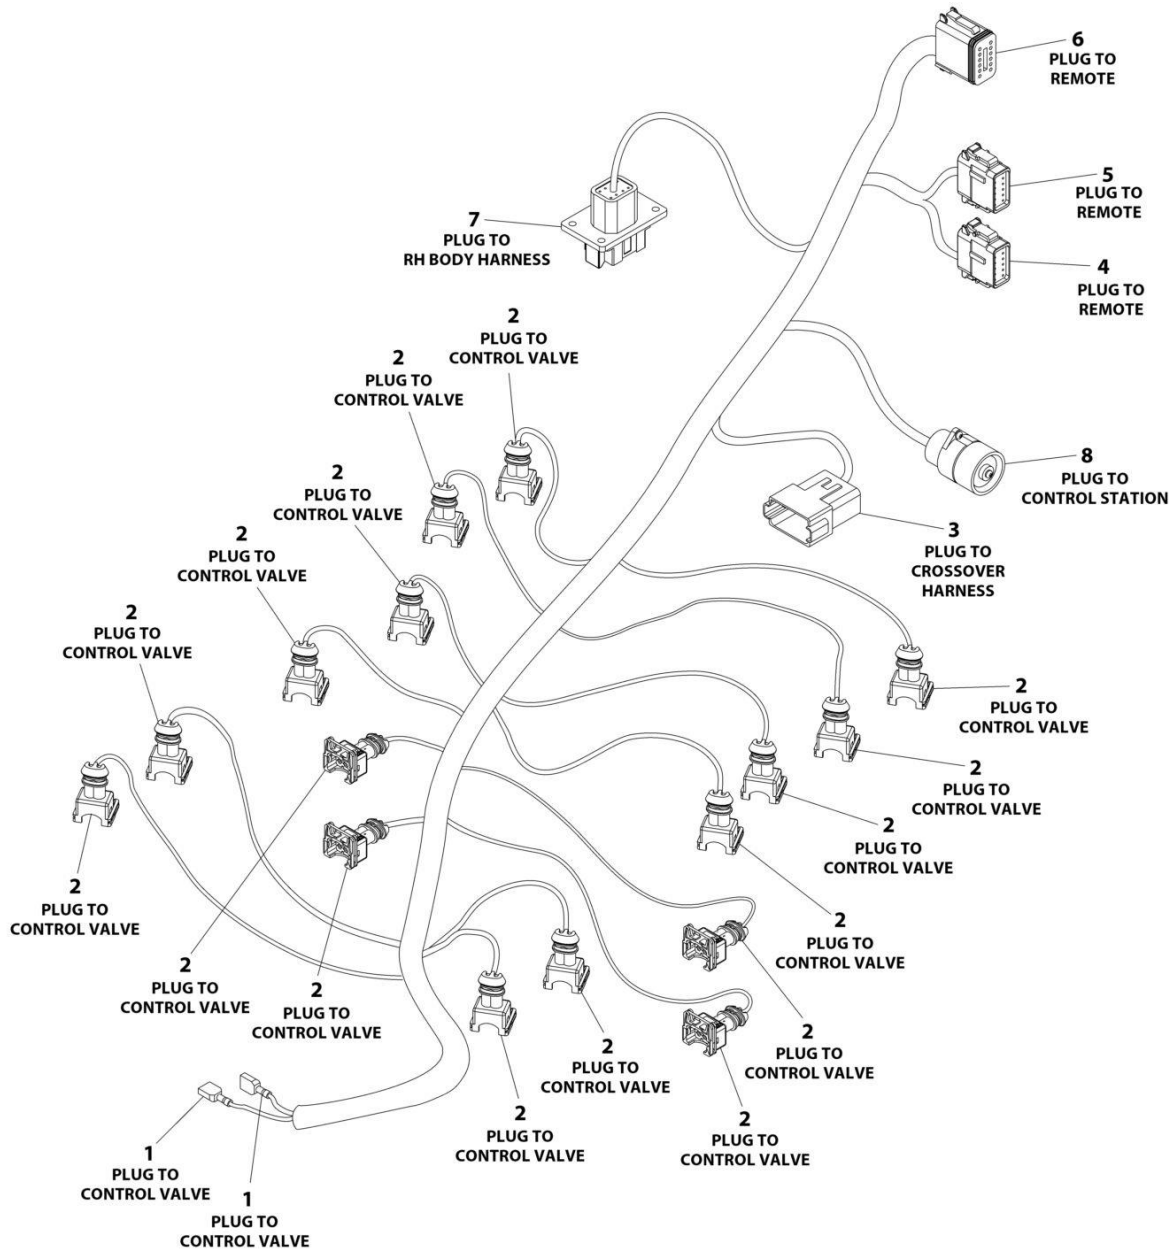 6
PLUG TO
REMOTE
5
PLUG TO
REMOTE
7
PLUG TO
RH BODY HARNESS
4
PLUG TO
REMOTE
2
PLUG TO
CONTROL VALVE
2
PLUG TO
CONTROL VALVE
8
PLUG TO
CONTROL STATION
2
PLUG TO
CONTROL VALVE
3
PLUG TO
CROSSOVER
HARNESS
2
PLUG TO
CONTROL VALVE
2
PLUG TO
CONTROL VALVE
2
PLUG TO
CONTROL VALVE
2
PLUG TO
CONTROL VALVE
2
PLUG TO
CONTROL VALVE
2
PLUG TO
CONTROL VALVE
2
PLUG TO
CONTROL VALVE
2
PLUG TO
CONTROL VALVE
2
PLUG TO
CONTROL VALVE
2
PLUG TO
CONTROL VALVE
2
PLUG TO
CONTROL VALVE
2
PLUG TO
CONTROL VALVE
2
PLUG TO
CONTROL VALVE
1
PLUG TO
CONTROL VALVE
1
PLUG TO
CONTROL VALVE